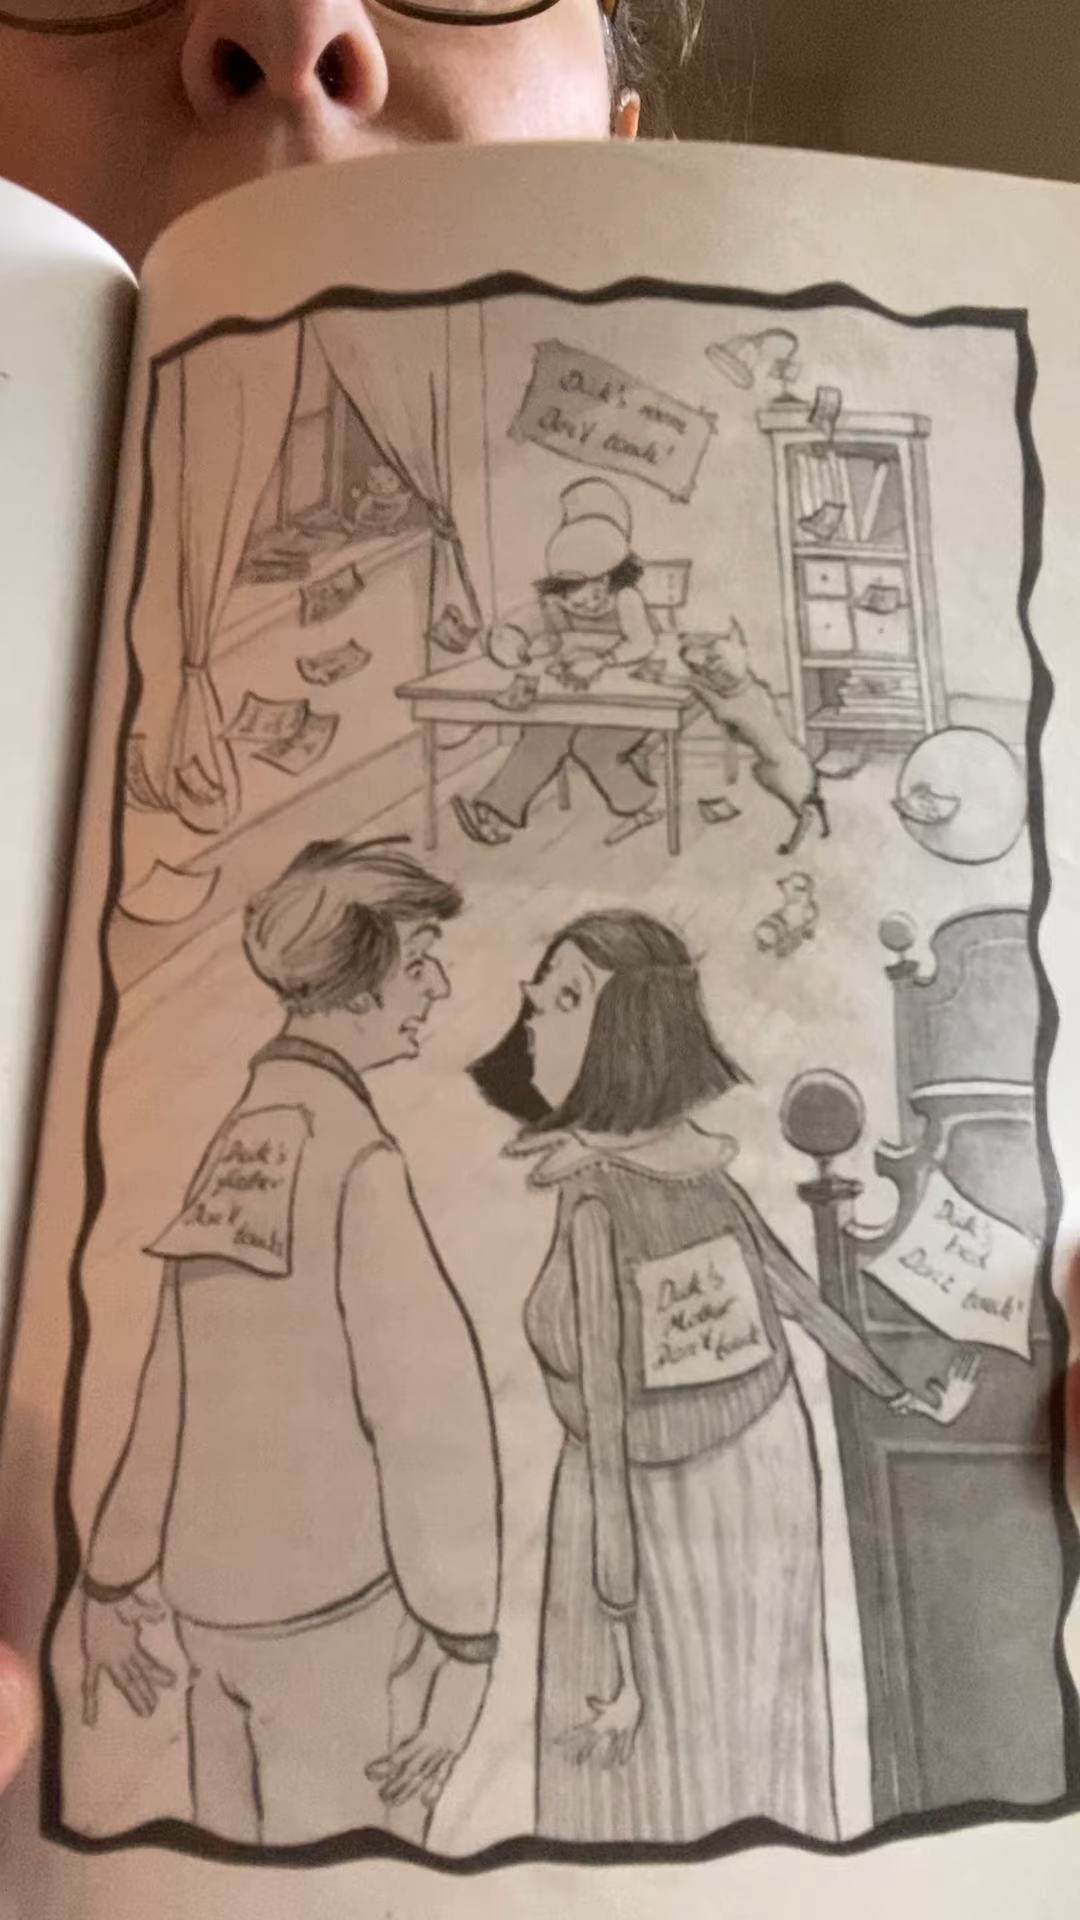 Dick's room
Don't touch!
Dick's
Father
Don't
touch
Dick's
Mother
Don't touch
Dick's
bed
Don't touch!